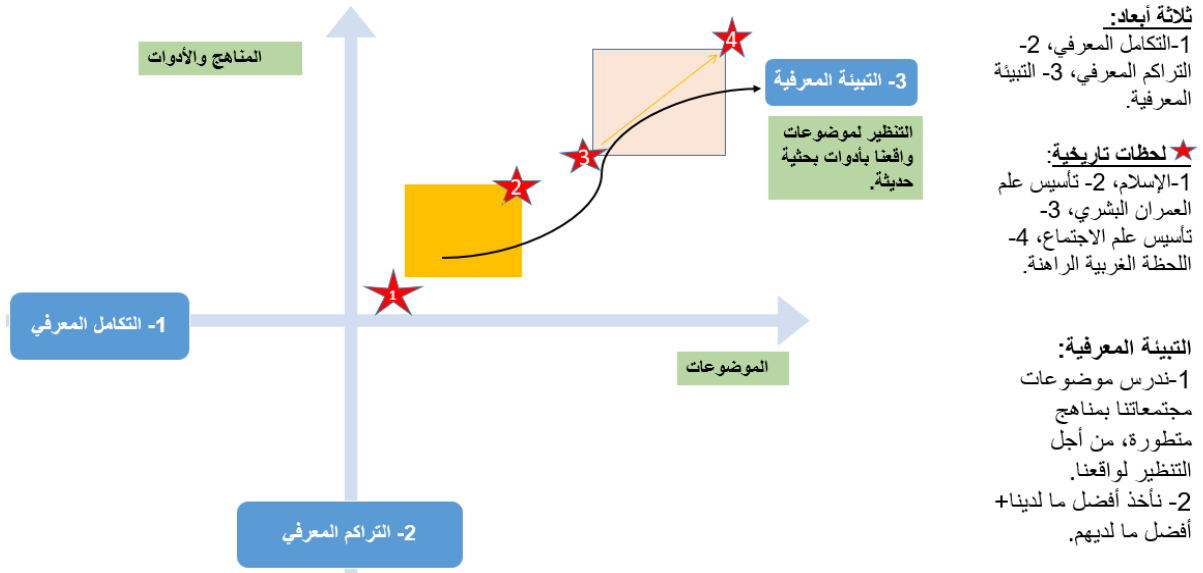 ثلاثة أبعاد:
1-التكامل المعرفي، 2-
التراكم المعرفي، 3- التبيئة
المعرفية.
★ لحظات تاريخية:
1-الإسلام، 2- تأسيس علم
العمران البشري، 3-
تأسيس علم الاجتماع، 4-
اللحظة الغربية الراهنة.
التبيئة المعرفية:
1-ندرس موضوعات
مجتمعاتنا بمناهج
متطورة، من أجل
التنظير لواقعنا.
2- نأخذ أفضل ما لدينا+
أفضل ما لديهم.
المناهج والأدوات
4
3- التبيئة المعرفية
التنظير لموضوعات
واقعنا بأدوات بحثية
حديثة.
3
2
1
1- التكامل المعرفي
الموضوعات
2- التراكم المعرفي